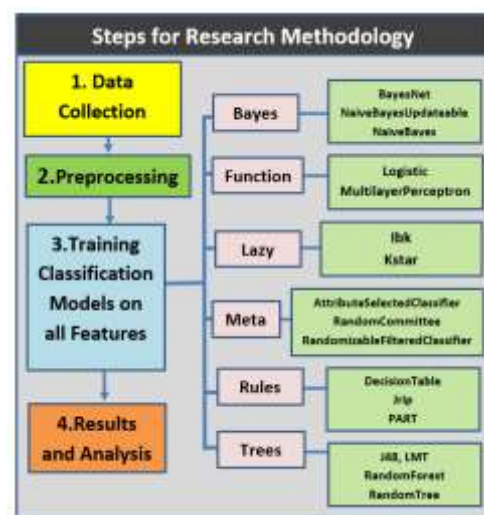 Steps for Research Methodology
1. Data
Collection
2.Preprocessing
3.Training
Classification
Models on
all Features
4.Results
and Analysis
Bayes
BayesNet
NaiveBayesUpdateable
NaiveBayes
Function
Logistic
MultilayerPerceptron
Lazy
Ibk
Kstar
Meta
AttributeSelectedClassifier
RandomCommittee
RandomizableFilteredClassifier
Rules
DecisionTable
Jrip
PART
Trees
J48, LMT
RandomForest
RandomTree